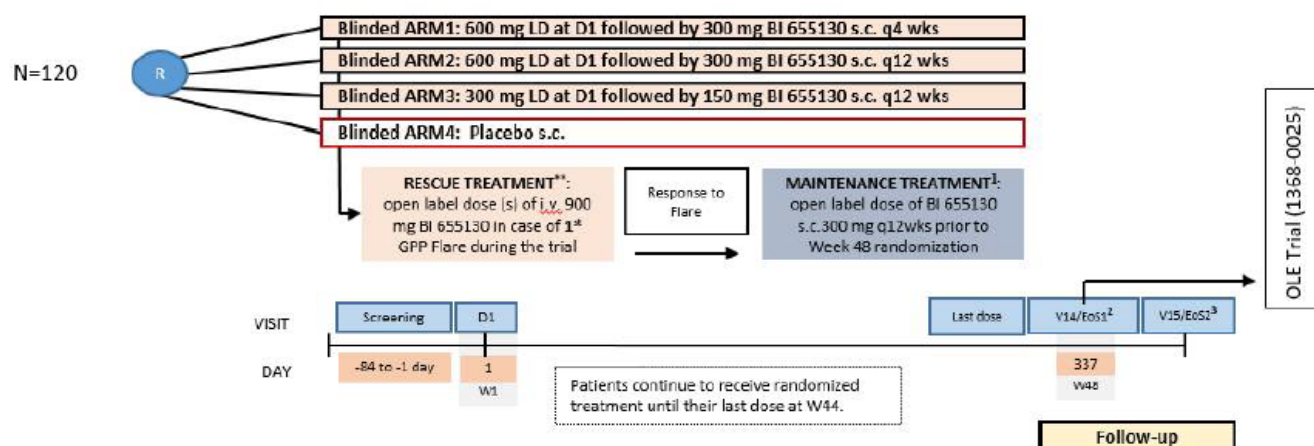 Blinded ARM1: 600 mg LD at D1 followed by 300 mg BI 655130 s.c. q4 wks
N=120
R
Blinded ARM2: 600 mg LD at D1 followed by 300 mg BI 655130 s.c. q12 wks
Blinded ARM3: 300 mg LD at D1 followed by 150 mg BI 655130 s.c. q12 wks
Blinded ARM4: Placebo s.c.
RESCUE TREATMENT**:
open label dose (s) of i.v. 900
mg BI 655130 in case of 1st
GPP Flare during the trial
Response to
Flare
MAINTENANCE TREATMENT1:
open label dose of BI 655130
s.c.300 mg q12wks prior to
Week 48 randomization
OLE Trial (1368-0025)
VISIT
Screening
D1
Last dose
V14/EoS12
V15/EoS23
DAY
-84 to -1 day
1
W1
337
W48
Patients continue to receive randomized
treatment until their last dose at W44.
Follow-up